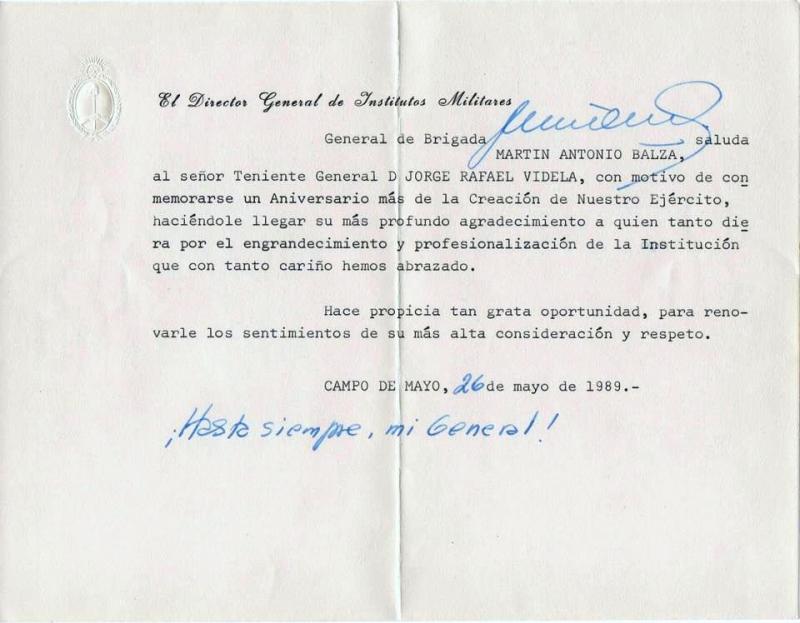 El Director General de Institutos Militares
General de Brigada saluda
MARTIN ANTONIO BALZA,
al señor Teniente General D JORGE RAFAEL VIDELA, con motivo de con
memorarse un Aniversario más de la Creación de Nuestro Ejército,
haciéndole llegar su más profundo agradecimiento a quien tanto die
ra por el engrandecimiento y profesionalización de la Institución
que con tanto cariño hemos abrazado.
Hace propicia tan grata oportunidad, para reno-
varle los sentimientos de su más alta consideración y respeto.
CAMPO DE MAYO, 26 de mayo de 1989.-
¡Hasta siempre, mi General!